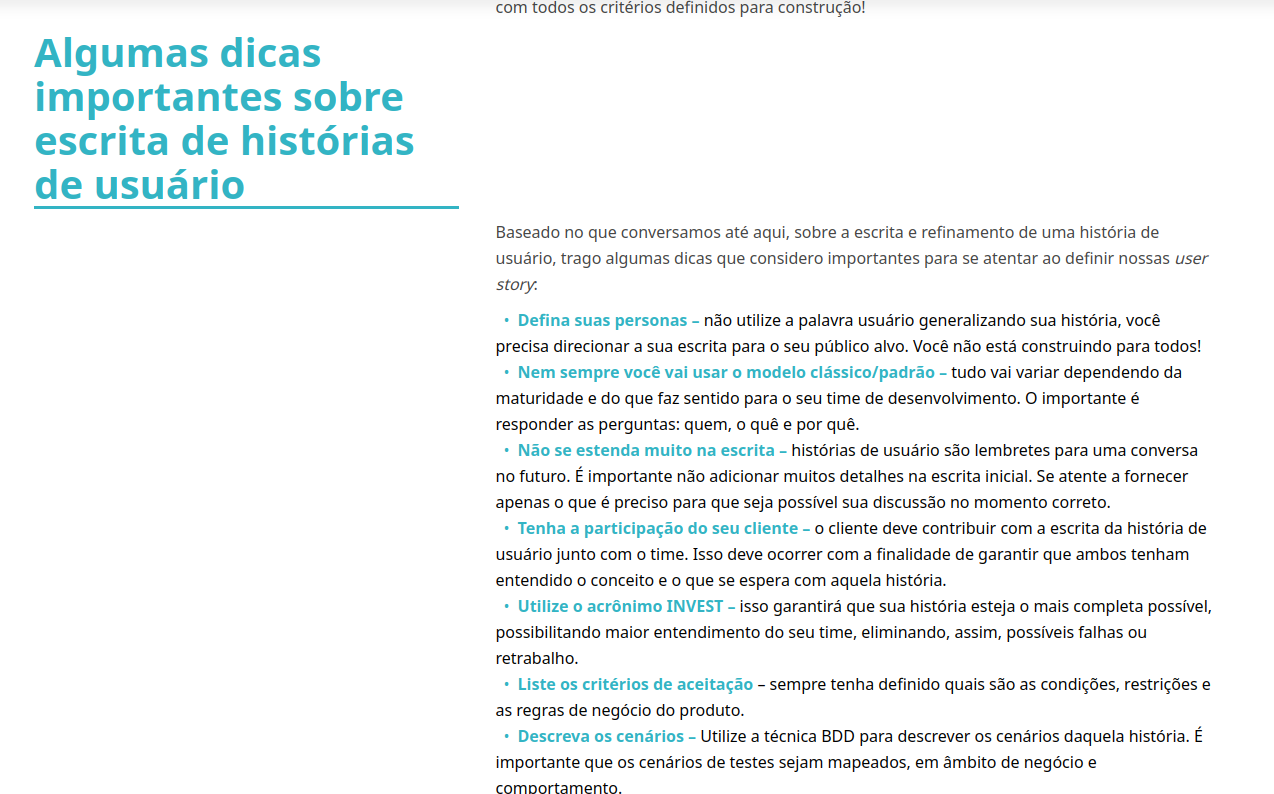 com todos os critérios definidos para construção!
Algumas dicas
importantes sobre
escrita de histórias
de usuário
Baseado no que conversamos até aqui, sobre a escrita e refinamento de uma história de
usuário, trago algumas dicas que considero importantes para se atentar ao definir nossas user
story:
• Defina suas personas – não utilize a palavra usuário generalizando sua história, você
precisa direcionar a sua escrita para o seu público alvo. Você não está construindo para todos!
• Nem sempre você vai usar o modelo clássico/padrão – tudo vai variar dependendo da
maturidade e do que faz sentido para o seu time de desenvolvimento. O importante é
responder as perguntas: quem, o quê e por quê.
• Não se estenda muito na escrita – histórias de usuário são lembretes para uma conversa
no futuro. É importante não adicionar muitos detalhes na escrita inicial. Se atente a fornecer
apenas o que é preciso para que seja possível sua discussão no momento correto.
• Tenha a participação do seu cliente – o cliente deve contribuir com a escrita da história de
usuário junto com o time. Isso deve ocorrer com a finalidade de garantir que ambos tenham
entendido o conceito e o que se espera com aquela história.
• Utilize o acrônimo INVEST – isso garantirá que sua história esteja o mais completa possível,
possibilitando maior entendimento do seu time, eliminando, assim, possíveis falhas ou
retrabalho.
• Liste os critérios de aceitação – sempre tenha definido quais são as condições, restrições e
as regras de negócio do produto.
• Descreva os cenários – Utilize a técnica BDD para descrever os cenários daquela história. É
importante que os cenários de testes sejam mapeados, em âmbito de negócio e
comportamento.